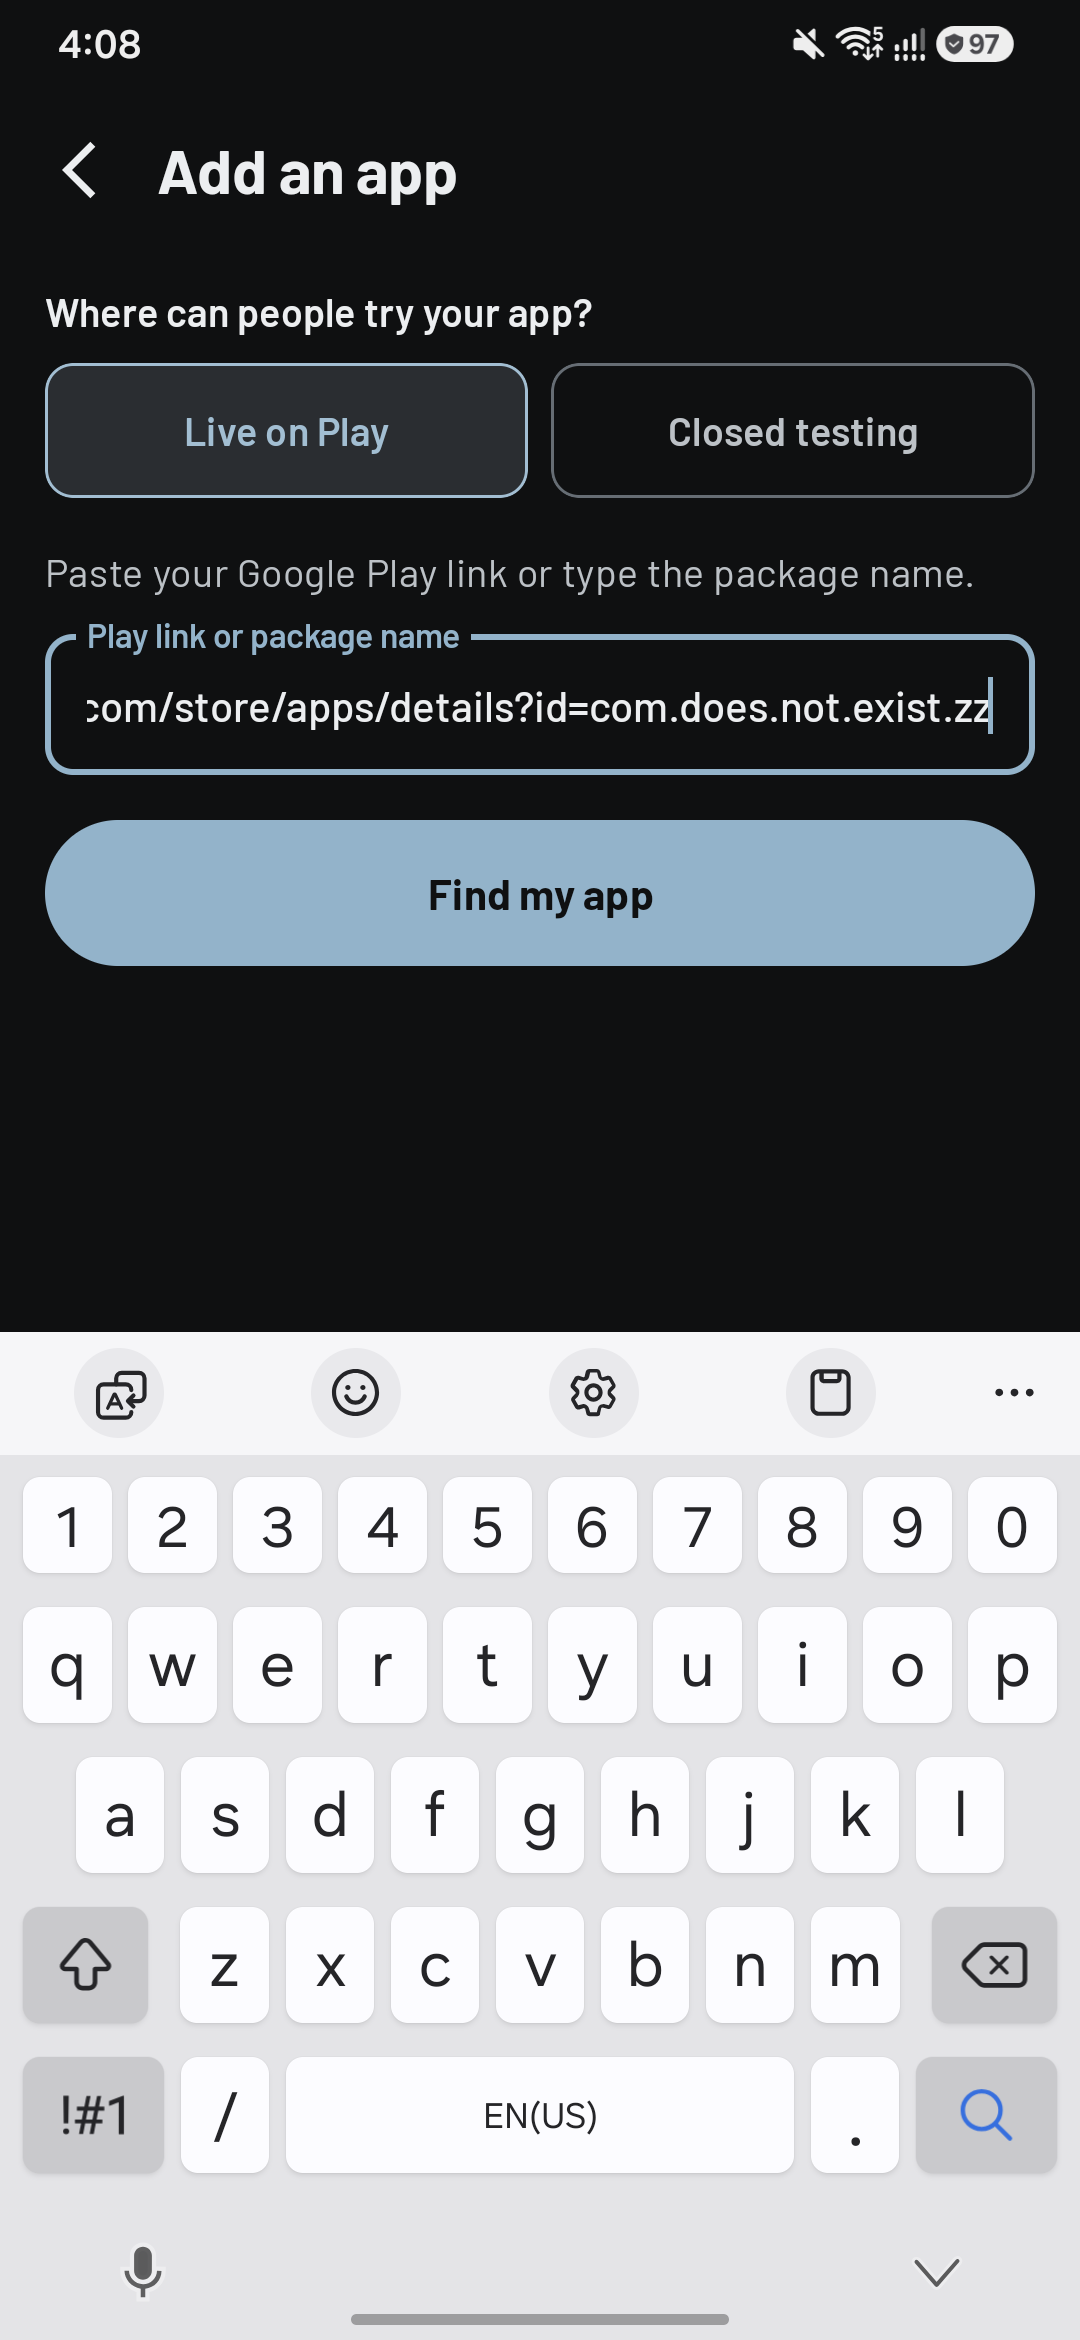 4:08
5
97
Add an app
Where can people try your app?
Live on Play
Closed testing
Paste your Google Play link or type the package name.
Play link or package name
com/store/apps/details?id=com.does.not.exist.zz
Find my app
A
1 2 3 4 5 6 7 8 9 0
q w e r t y u i o p
a s d f g h j k l
z x c v b n m
!#1 / EN(US) .